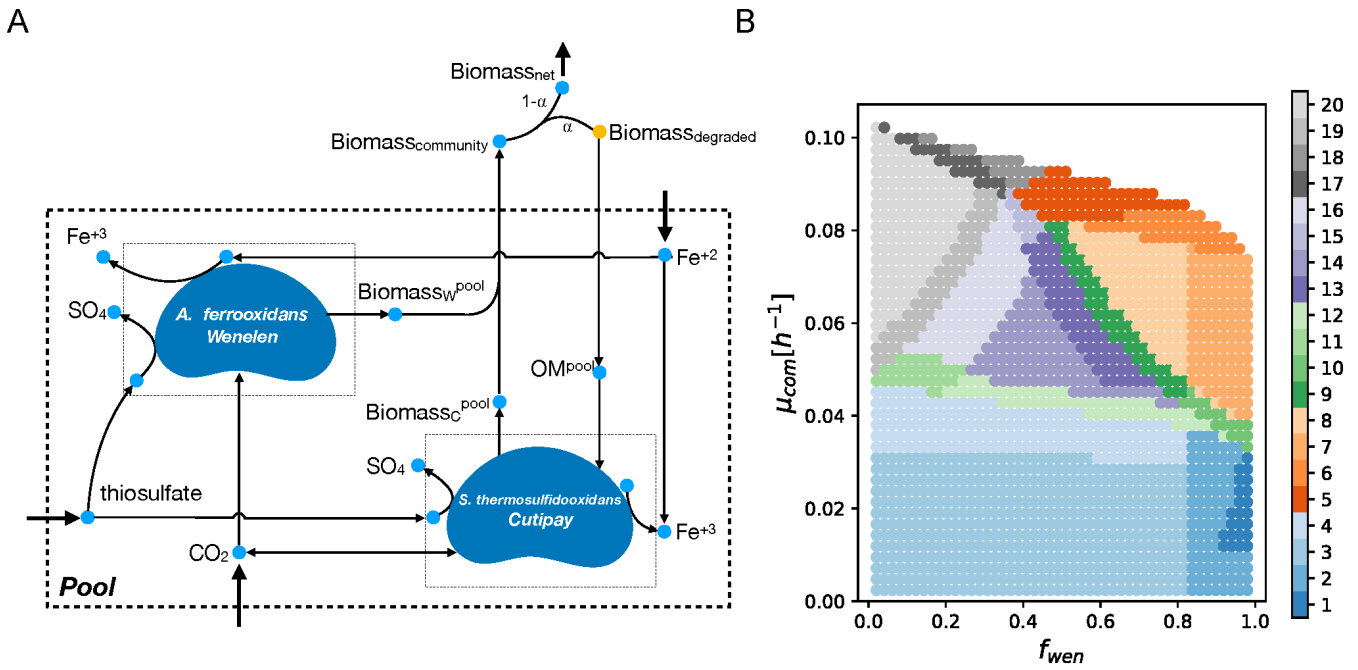 A
Biomass_net
1-α
α
Biomass_community
Biomass_degraded
Fe⁺³
Fe⁺²
Biomass_W^pool
SO₄
A. ferrooxidans
Wenelen
OM^pool
Biomass_C^pool
SO₄
thiosulfate
S. thermosulfidooxidans
Cutipay
Fe⁺³
CO₂
Pool
B
0.10
0.08
0.06
0.04
0.02
0.00
μ_com[h⁻¹]
0.0 0.2 0.4 0.6 0.8 1.0
f_wen
20
19
18
17
16
15
14
13
12
11
10
9
8
7
6
5
4
3
2
1